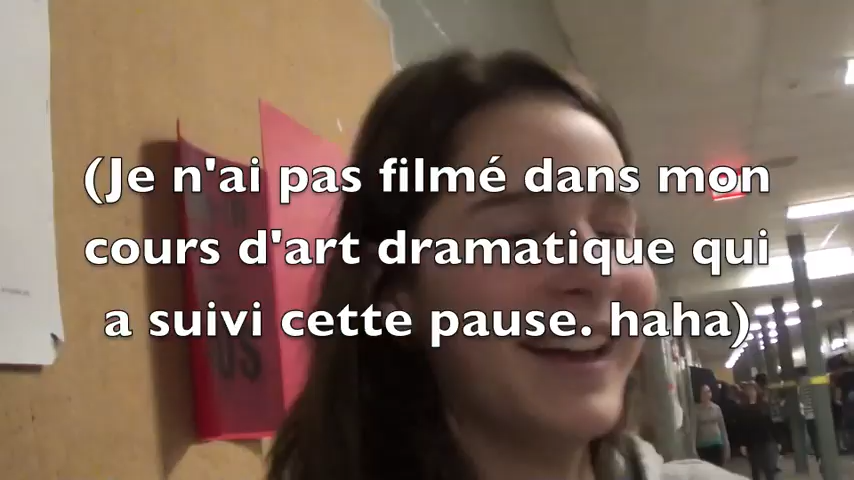 (Je n'ai pas filmé dans mon
cours d'art dramatique qui
a suivi cette pause. haha)